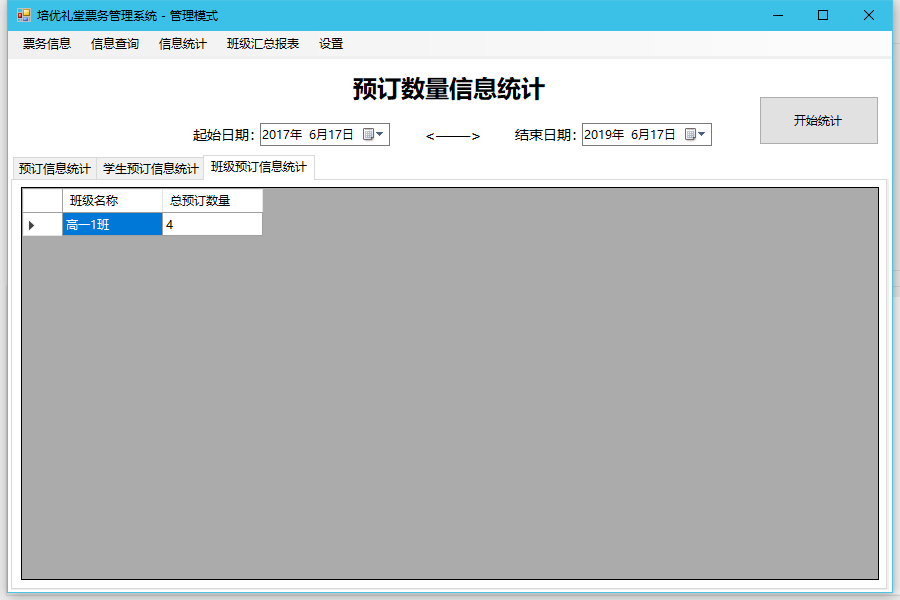 培优礼堂票务管理系统 - 管理模式
票务信息 信息查询 信息统计 班级汇总报表 设置
预订数量信息统计
起始日期： 2017年 6月17日 <----> 结束日期： 2019年 6月17日 开始统计
预订信息统计 学生预订信息统计 班级预订信息统计
班级名称 总预订数量
高一1班 4